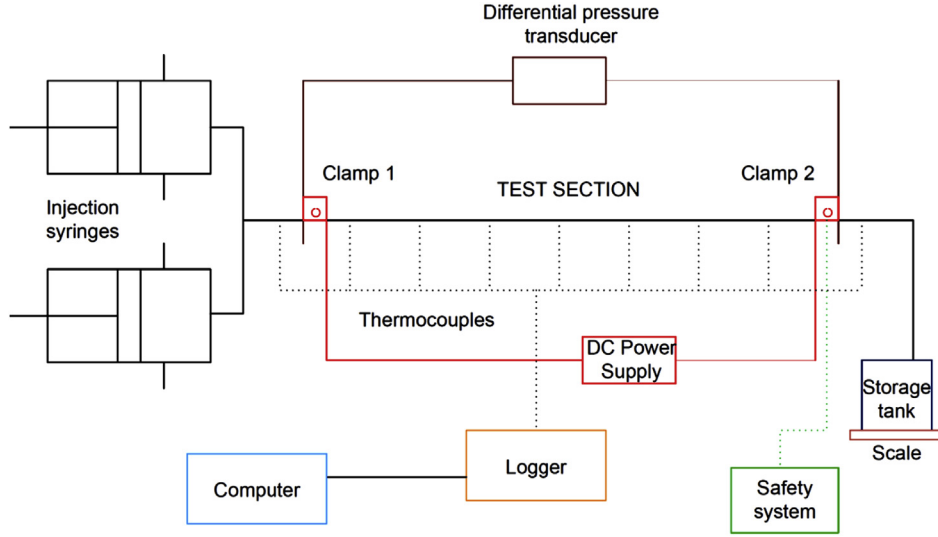 Differential pressure
transducer
Clamp 1
Clamp 2
TEST SECTION
Injection
syringes
Thermocouples
DC Power
Supply
Storage
tank
Scale
Logger
Computer
Safety
system